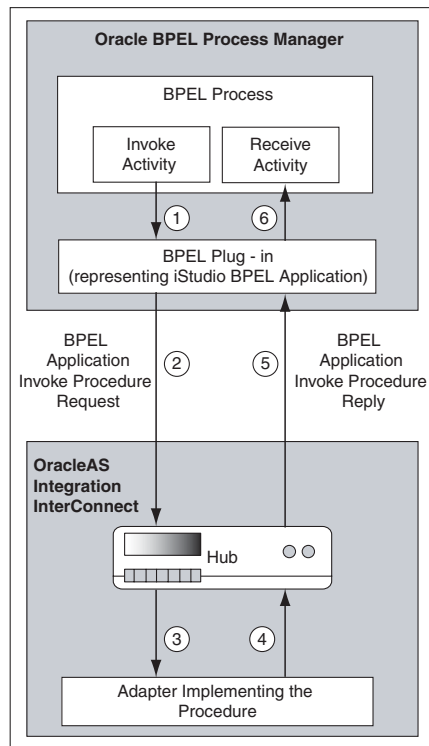 Oracle BPEL Process Manager
BPEL Process
Invoke
Activity
Receive
Activity
1
6
BPEL Plug - in
(representing iStudio BPEL Application)
BPEL
Application
Invoke Procedure
Request
2
5
BPEL
Application
Invoke Procedure
Reply
OracleAS
Integration
InterConnect
Hub
3
4
Adapter Implementing the
Procedure